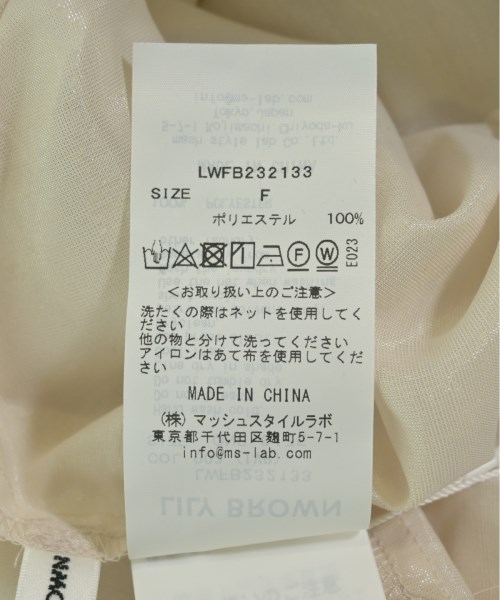 LWFB232133
SIZE F
ポリエステル 100%
E023
<お取り扱い上のご注意>
洗たくの際はネットを使用してく
ださい
他の物と分けて洗ってください
アイロンはあて布を使用してくだ
さい
MADE IN CHINA
(株)マッシュスタイルラボ
東京都千代田区麹町5-7-1
info@ms-lab.com
LWFB232133
LILY BROWN